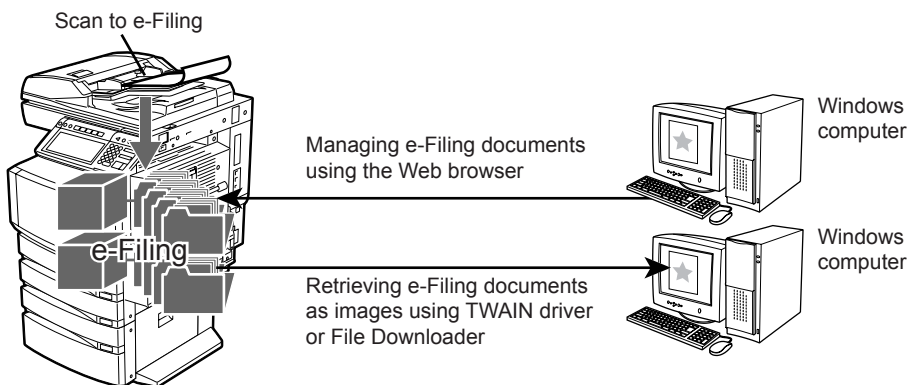 Scan to e-Filing
Managing e-Filing documents
using the Web browser
Windows
computer
e-Filing
Retrieving e-Filing documents
as images using TWAIN driver
or File Downloader
Windows
computer